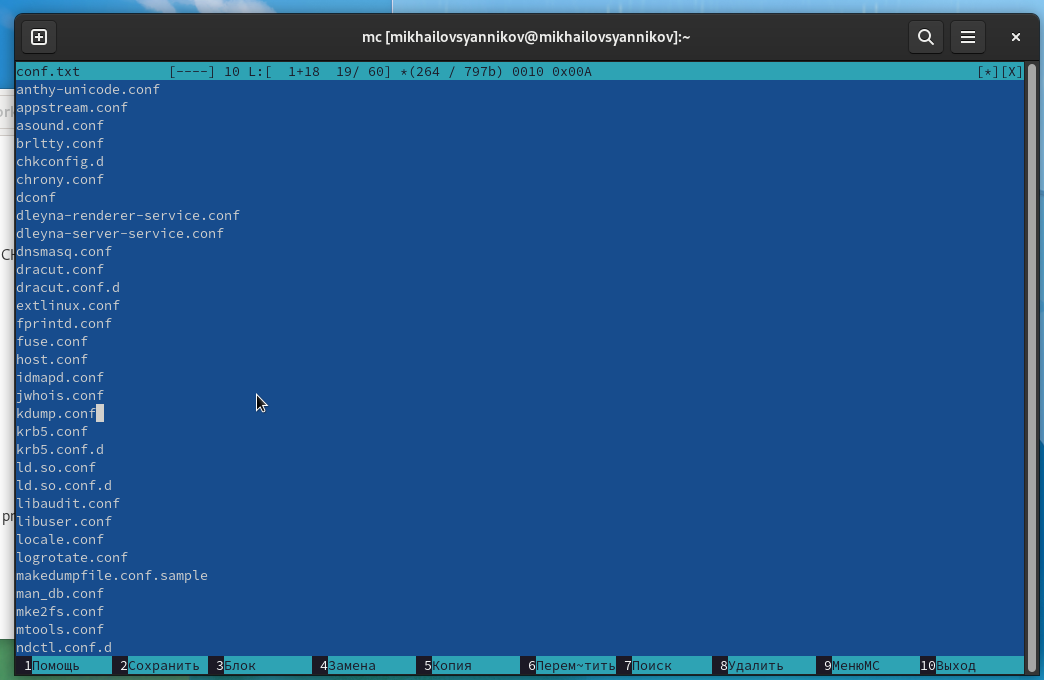 mc [mikhailovsyannikov@mikhailovsyannikov]:~
conf.txt [----] 10 L:[ 1+18 19/ 60] *(264 / 797b) 0010 0x00A [*][X]
anthy-unicode.conf
appstream.conf
asound.conf
brltty.conf
chkconfig.d
chrony.conf
dconf
dleyna-renderer-service.conf
dleyna-server-service.conf
dnsmasq.conf
dracut.conf
dracut.conf.d
extlinux.conf
fprintd.conf
fuse.conf
host.conf
idmapd.conf
jwhois.conf
kdump.conf
krb5.conf
krb5.conf.d
ld.so.conf
ld.so.conf.d
libaudit.conf
libuser.conf
locale.conf
logrotate.conf
makedumpfile.conf.sample
man_db.conf
mke2fs.conf
mtools.conf
ndctl.conf.d
1Помощь 2Сохранить 3Блок 4Замена 5Копия 6Перем~тить 7Поиск 8Удалить 9МенюMC 10Выход